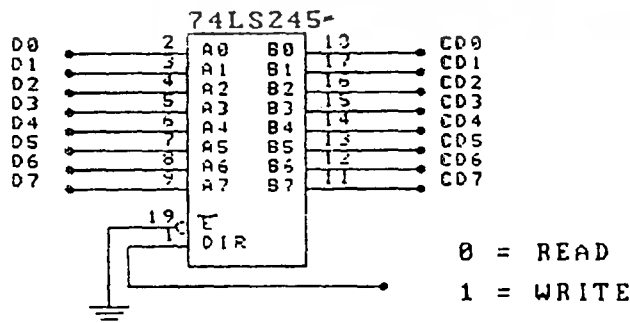 74LS245
D0 2 A0 B0 18 CD0
D1 3 A1 B1 17 CD1
D2 4 A2 B2 16 CD2
D3 5 A3 B3 15 CD3
D4 6 A4 B4 14 CD4
D5 7 A5 B5 13 CD5
D6 8 A6 B6 12 CD6
D7 9 A7 B7 11 CD7
19 E
1 DIR
0 = READ
1 = WRITE